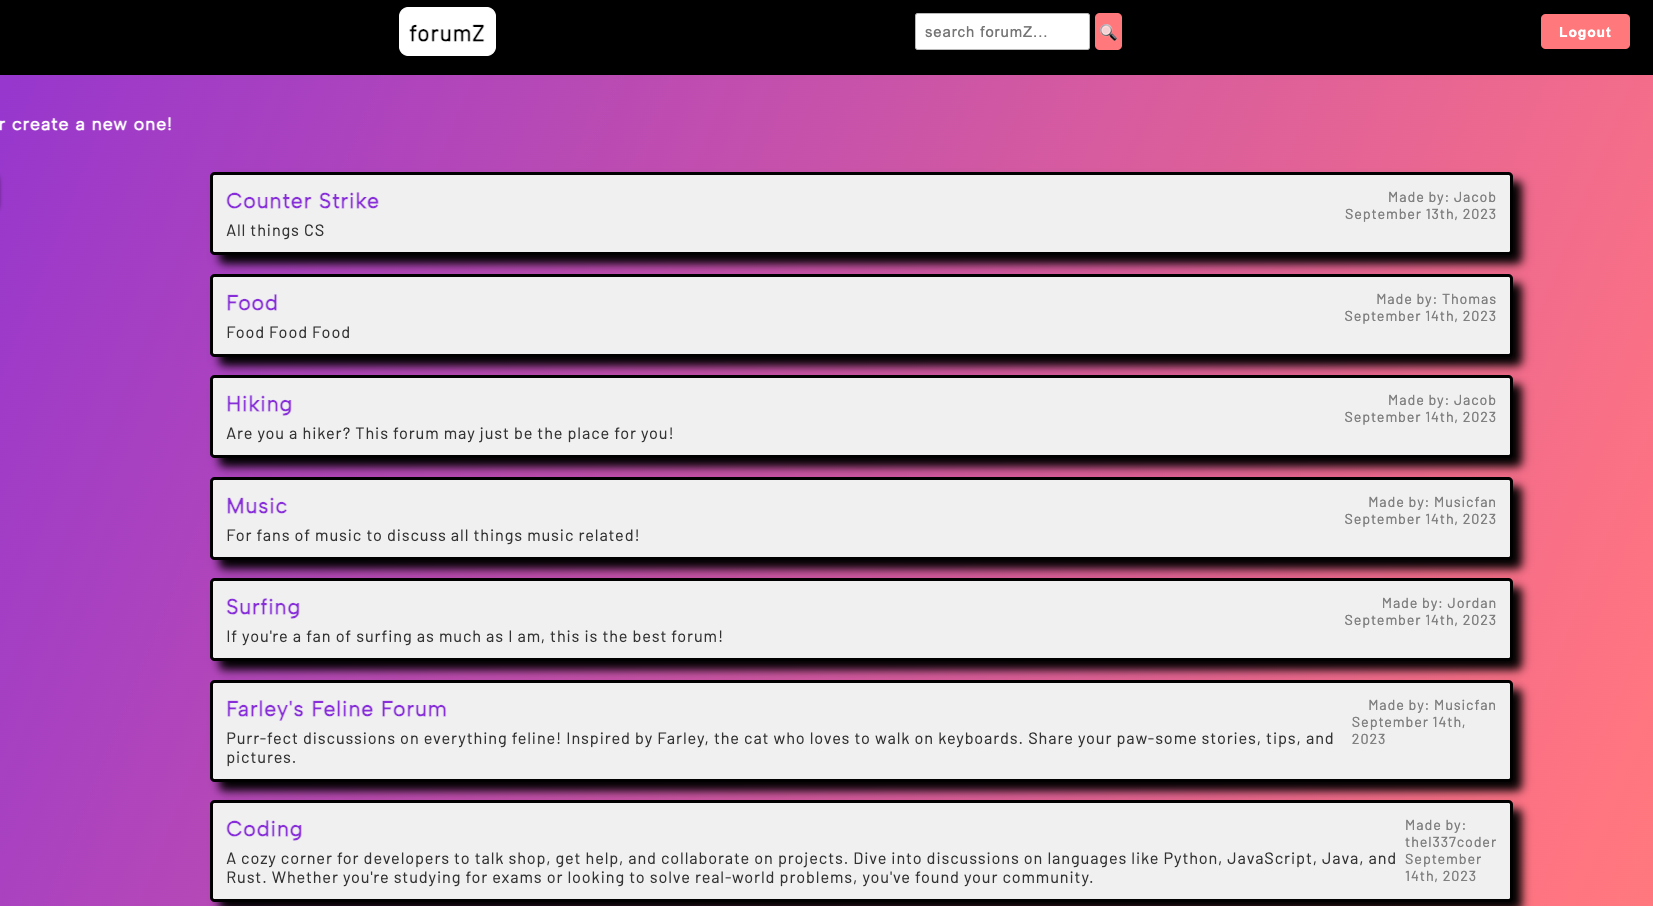 forumZ
search forumZ...
Logout
r create a new one!
Counter Strike
Made by: Jacob
September 13th, 2023
All things CS
Food
Made by: Thomas
September 14th, 2023
Food Food Food
Hiking
Made by: Jacob
September 14th, 2023
Are you a hiker? This forum may just be the place for you!
Music
Made by: Musicfan
September 14th, 2023
For fans of music to discuss all things music related!
Surfing
Made by: Jordan
September 14th, 2023
If you're a fan of surfing as much as I am, this is the best forum!
Farley's Feline Forum
Made by: Musicfan
September 14th,
2023
Purr-fect discussions on everything feline! Inspired by Farley, the cat who loves to walk on keyboards. Share your paw-some stories, tips, and
pictures.
Coding
Made by:
thel337coder
September
14th, 2023
A cozy corner for developers to talk shop, get help, and collaborate on projects. Dive into discussions on languages like Python, JavaScript, Java, and
Rust. Whether you're studying for exams or looking to solve real-world problems, you've found your community.